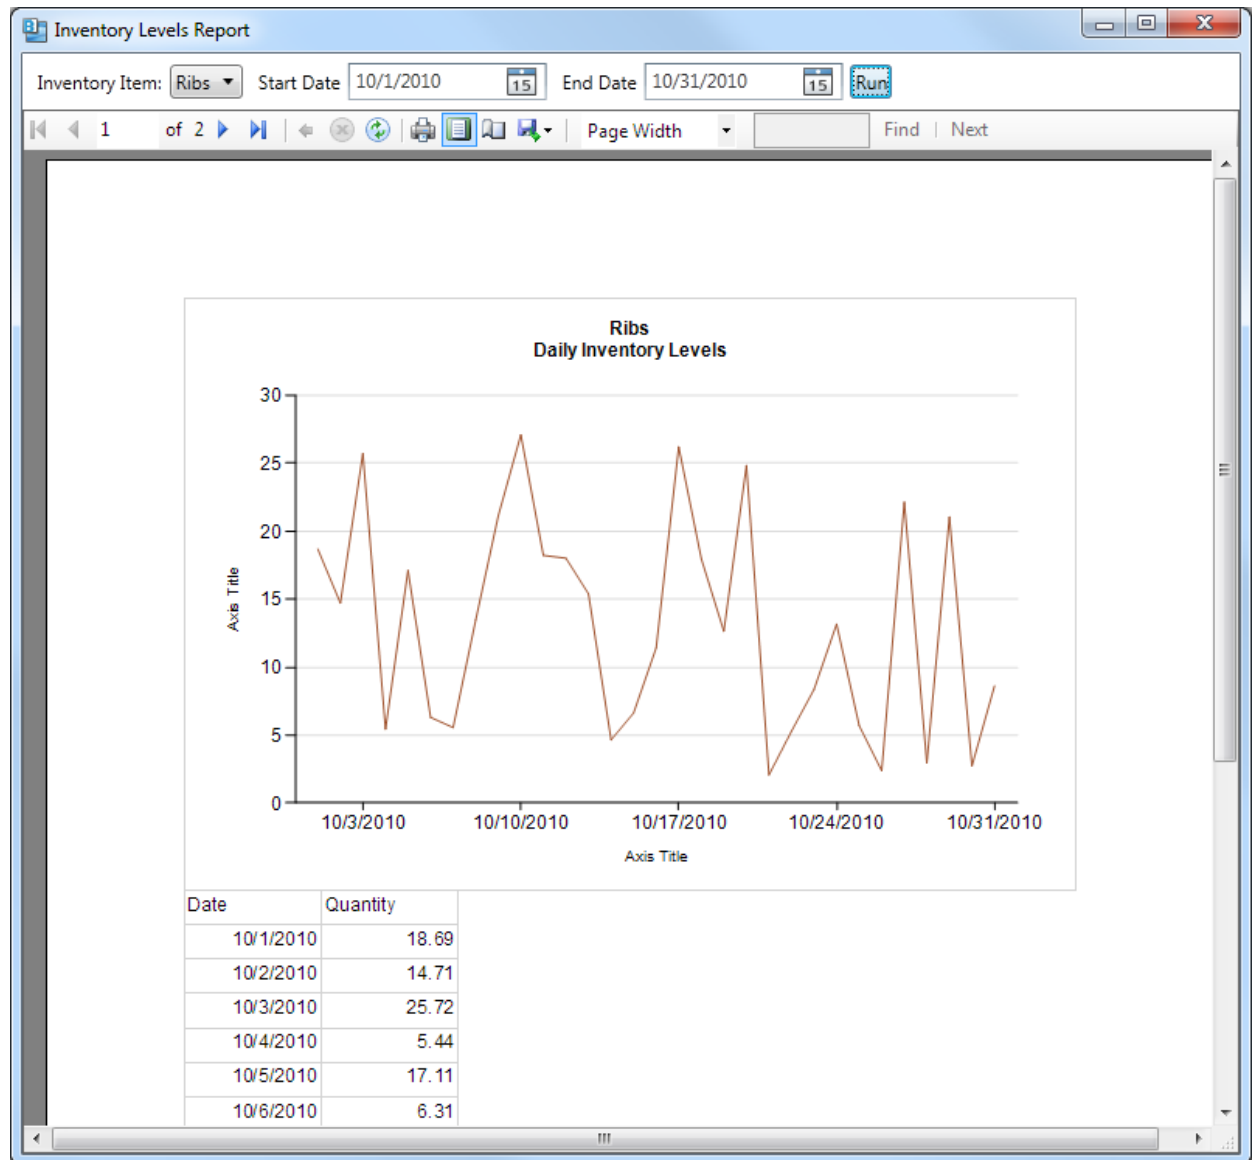 Inventory Levels Report
Inventory Item: Ribs Start Date 10/1/2010 15 End Date 10/31/2010 15 Run
1 of 2 Page Width Find | Next
Ribs
Daily Inventory Levels
30
25
20
15
10
5
0
Axis Title
10/3/2010 10/10/2010 10/17/2010 10/24/2010 10/31/2010
Axis Title
Date Quantity
10/1/2010 18.69
10/2/2010 14.71
10/3/2010 25.72
10/4/2010 5.44
10/5/2010 17.11
10/6/2010 6.31